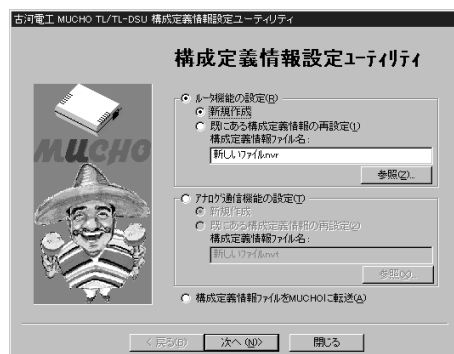 古河電工 MUCHO TL/TL-DSU 構成定義情報設定ユーティリティ
構成定義情報設定ユーティリティ
MUCHO
ルータ機能の設定(R)
新規作成
既にある構成定義情報の再設定(1)
構成定義情報ファイル名:
新しいファイル.nvr
参照(Z)...
アナログ通信機能の設定(T)
新規作成
既にある構成定義情報の再設定(2)
構成定義情報ファイル名:
新しいファイル.nvt
構成定義情報ファイルをMUCHOに転送(A)
< 戻る(B)
次へ (N)>
閉じる